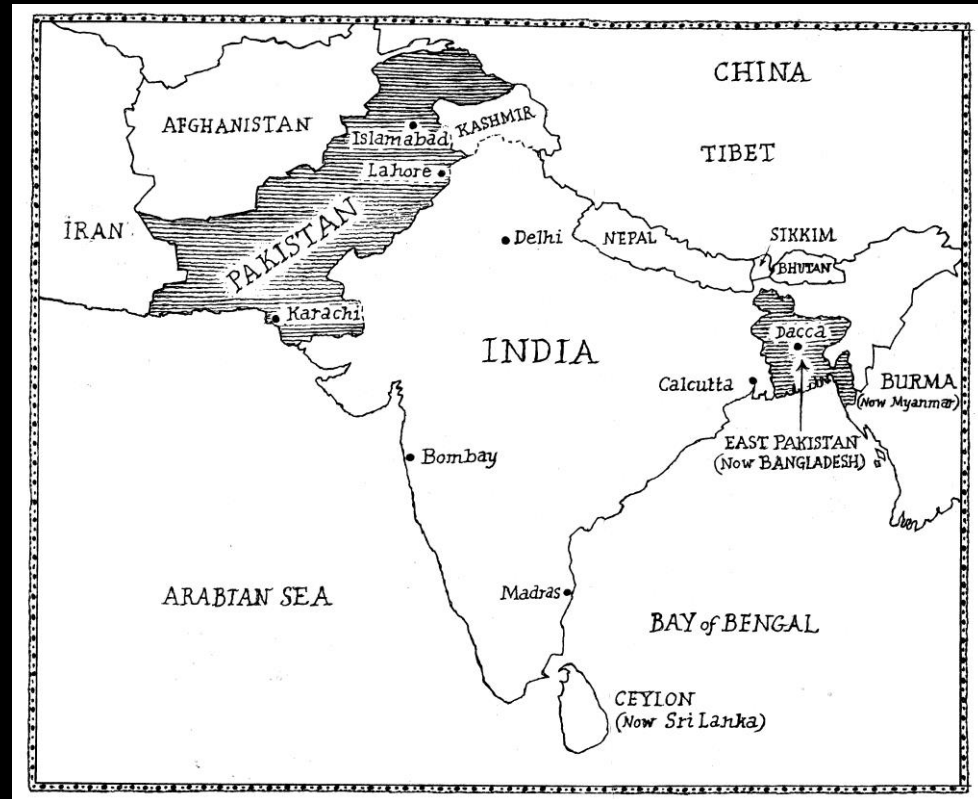 CHINA
AFGHANISTAN
KASHMIR
Islamabad
TIBET
Lahore
IRAN
PAKISTAN
Delhi
NEPAL
SIKKIM
BHUTAN
Karachi
INDIA
Dacca
Calcutta
BURMA
(Now Myanmar)
EAST PAKISTAN
(Now BANGLADESH)
Bombay
ARABIAN SEA
Madras
BAY of BENGAL
CEYLON
(Now Sri Lanka)